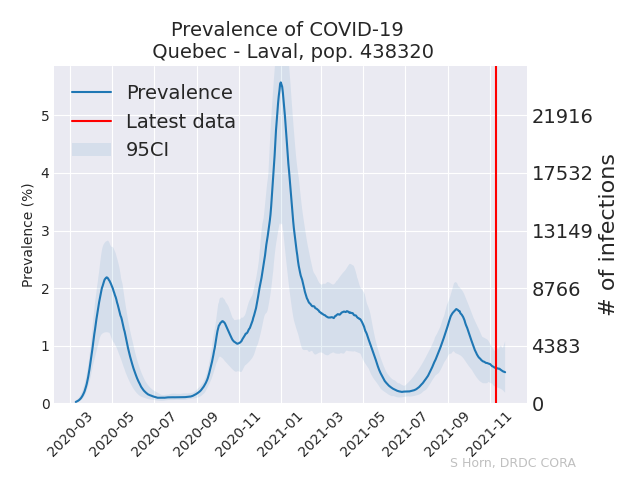 Prevalence of COVID-19
Quebec - Laval, pop. 438320
Prevalence
Latest data
95CI
Prevalence (%)
5
4
3
2
1
0
21916
17532
13149
8766
4383
0
# of infections
2020-03
2020-05
2020-07
2020-09
2020-11
2021-01
2021-03
2021-05
2021-07
2021-09
2021-11
S Horn, DRDC CORA